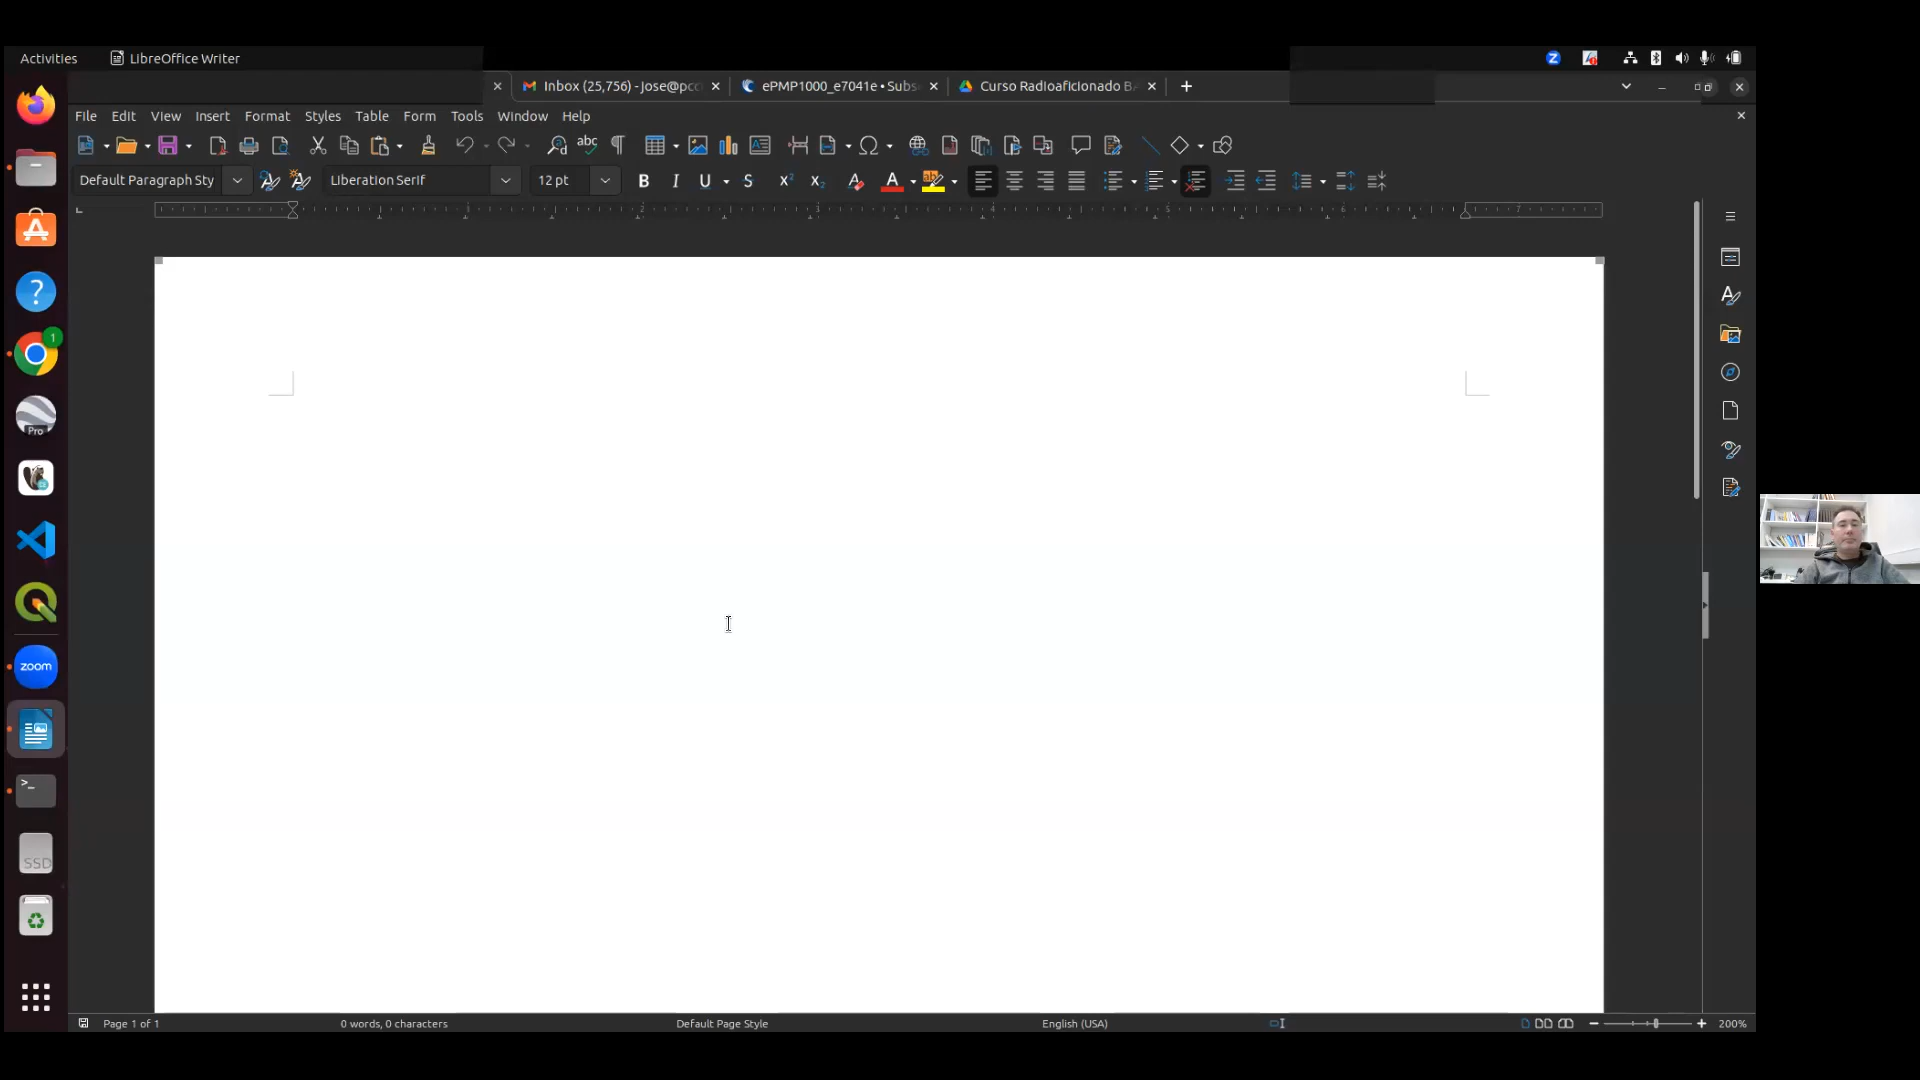 Activities LibreOffice Writer
Inbox (25,756) - Jose@pcc ePMP1000_e7041e • Subs Curso Radioaficionado BA
File Edit View Insert Format Styles Table Form Tools Window Help
Default Paragraph Sty Liberation Serif 12 pt
Pro
zoom
SSD
Page 1 of 1 0 words, 0 characters Default Page Style English (USA) 200%